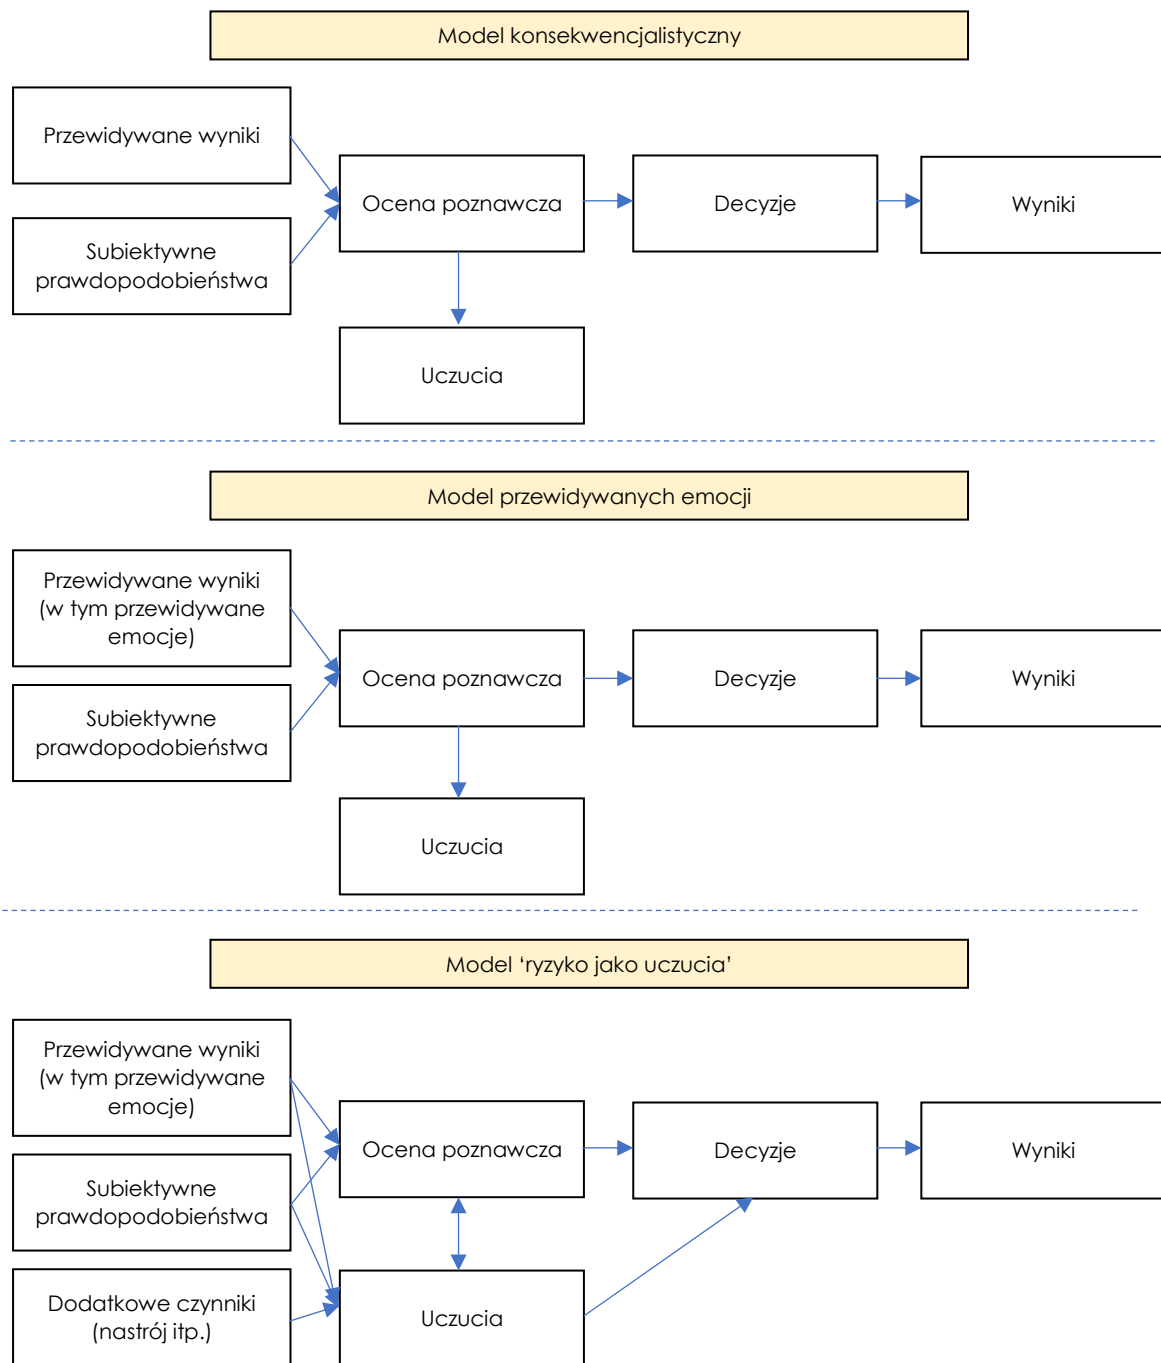 Model konsekwencjalistyczny
Przewidywane wyniki
Subiektywne
prawdopodobieństwa
Ocena poznawcza
Decyzje
Wyniki
Uczucia
Model przewidywanych emocji
Przewidywane wyniki
(w tym przewidywane
emocje)
Subiektywne
prawdopodobieństwa
Ocena poznawcza
Decyzje
Wyniki
Uczucia
Model ‘ryzyko jako uczucia’
Przewidywane wyniki
(w tym przewidywane
emocje)
Subiektywne
prawdopodobieństwa
Dodatkowe czynniki
(nastrój itp.)
Ocena poznawcza
Decyzje
Wyniki
Uczucia